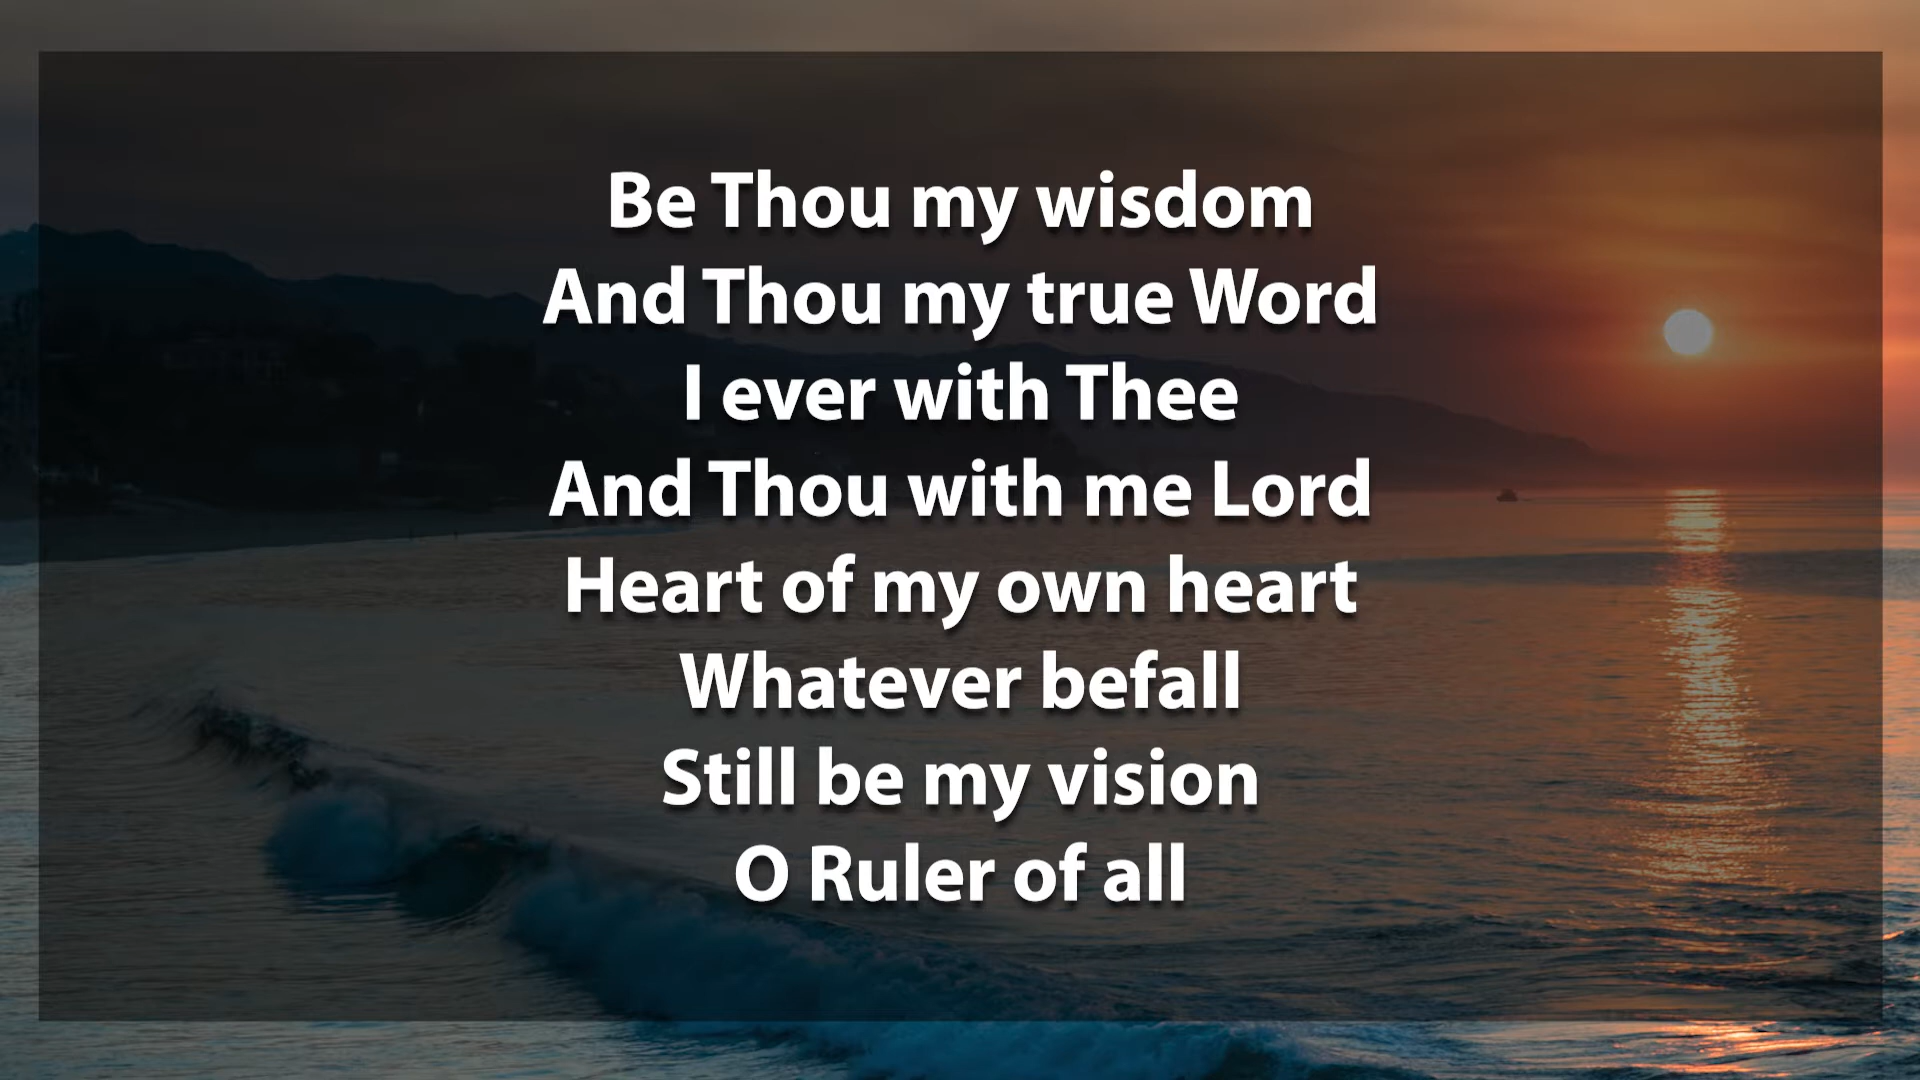 Be Thou my wisdom
And Thou my true Word
I ever with Thee
And Thou with me Lord
Heart of my own heart
Whatever befall
Still be my vision
O Ruler of all